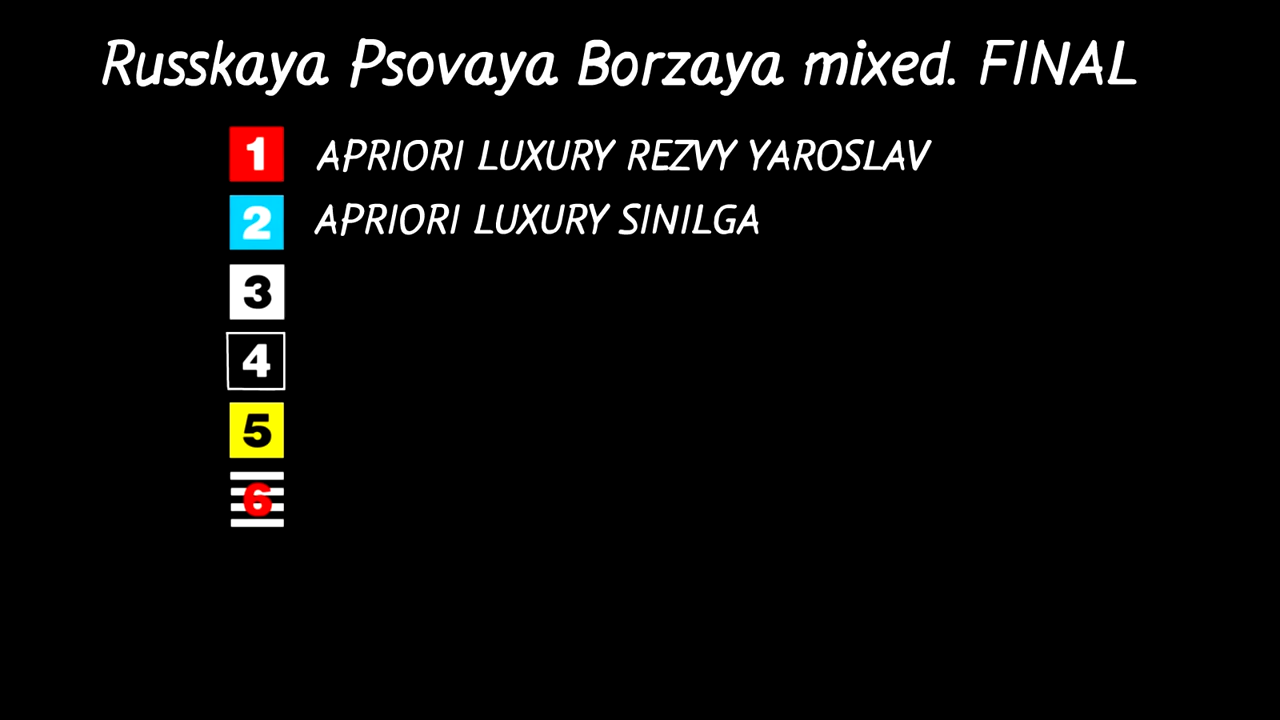 Russkaya Psovaya Borzaya mixed. FINAL
1 APRIORI LUXURY REZVY YAROSLAV
2 APRIORI LUXURY SINILGA
3
4
5
6